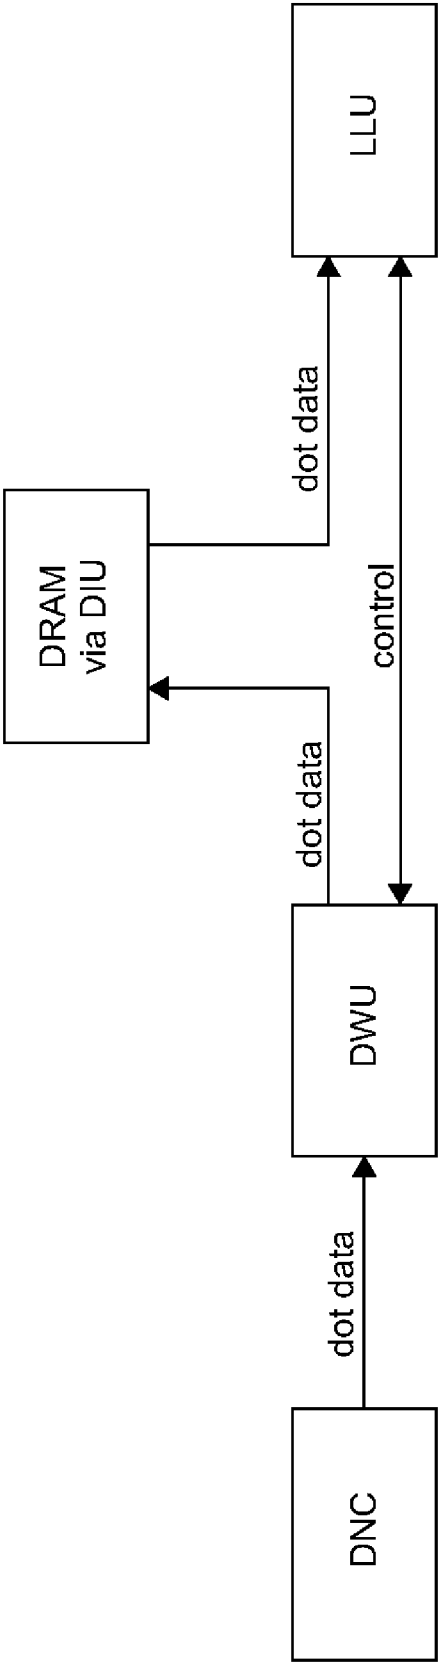 DRAM
via DIU
DNC
dot data
DWU
dot data
control
dot data
LLU